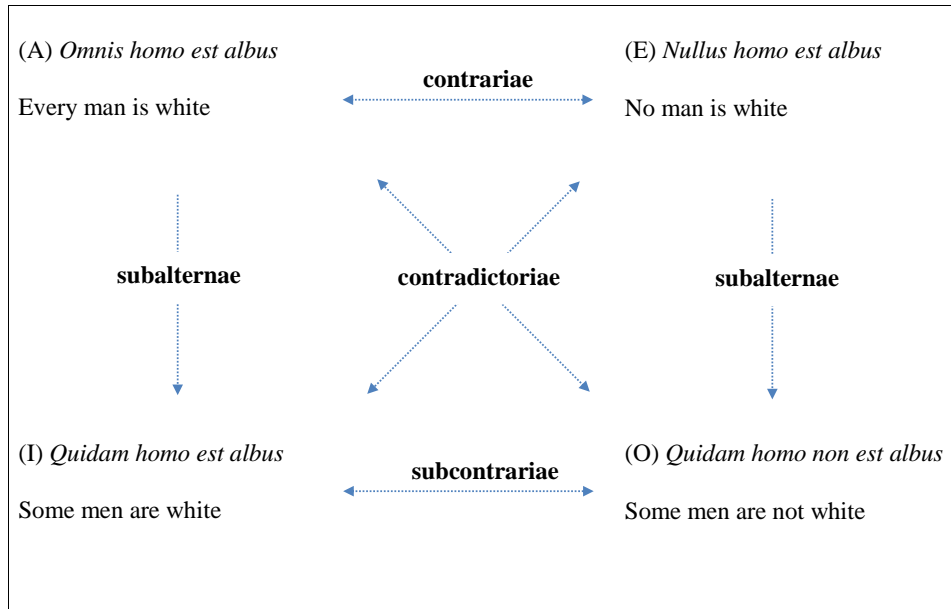 (A) Omnis homo est albus
(E) Nullus homo est albus
contrariae
Every man is white
No man is white
subalternae
contradictoriae
subalternae
(I) Quidam homo est albus
(O) Quidam homo non est albus
subcontrariae
Some men are white
Some men are not white